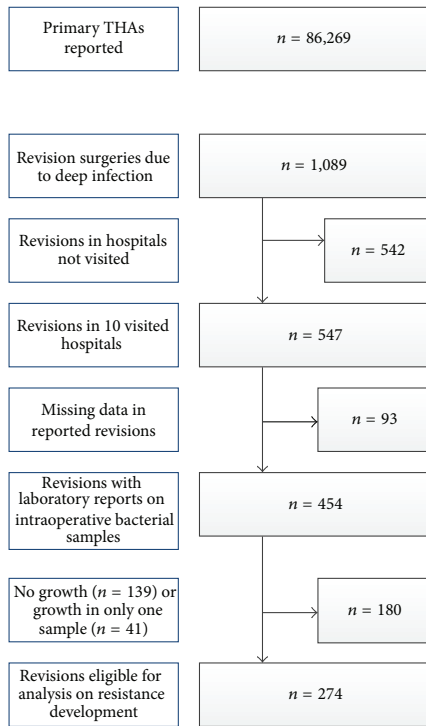 Primary THAs
reported
n = 86,269
Revision surgeries due
to deep infection
n = 1,089
Revisions in hospitals
not visited
n = 542
Revisions in 10 visited
hospitals
n = 547
Missing data in
reported revisions
n = 93
Revisions with
laboratory reports on
intraoperative bacterial
samples
n = 454
No growth (n = 139) or
growth in only one
sample (n = 41)
n = 180
Revisions eligible for
analysis on resistance
development
n = 274